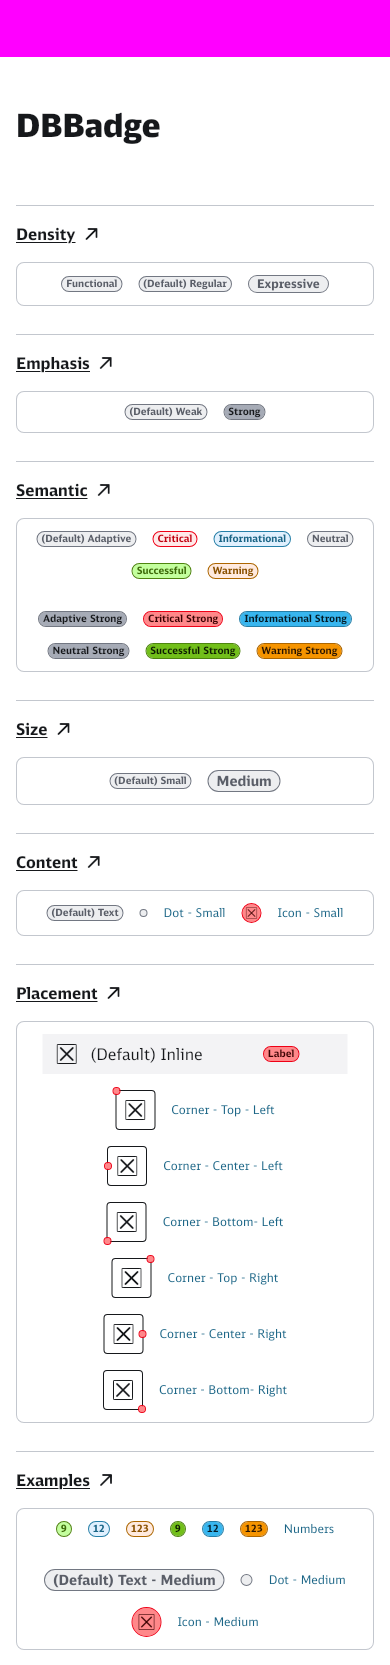 DBBadge
Density
Functional (Default) Regular Expressive
Emphasis
(Default) Weak Strong
Semantic
(Default) Adaptive Critical Informational Neutral
Successful Warning
Adaptive Strong Critical Strong Informational Strong
Neutral Strong Successful Strong Warning Strong
Size
(Default) Small Medium
Content
(Default) Text Dot - Small Icon - Small
Placement
(Default) Inline Label
Corner - Top - Left
Corner - Center - Left
Corner - Bottom- Left
Corner - Top - Right
Corner - Center - Right
Corner - Bottom- Right
Examples
9 12 123 9 12 123 Numbers
(Default) Text - Medium Dot - Medium
Icon - Medium